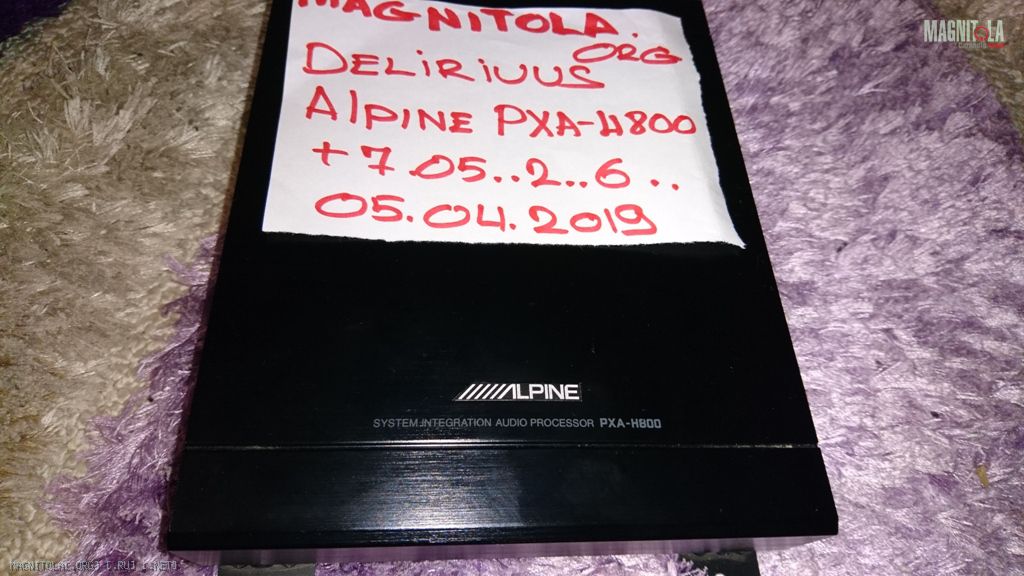 MAGNITOLA.
ORG
DELiRiUUS
AlPINE PXA-H800
+7.05..2..6..
05.04.2019
ALPINE
SYSTEM INTEGRATION AUDIO PROCESSOR PXA-H800
MAGNITOLA